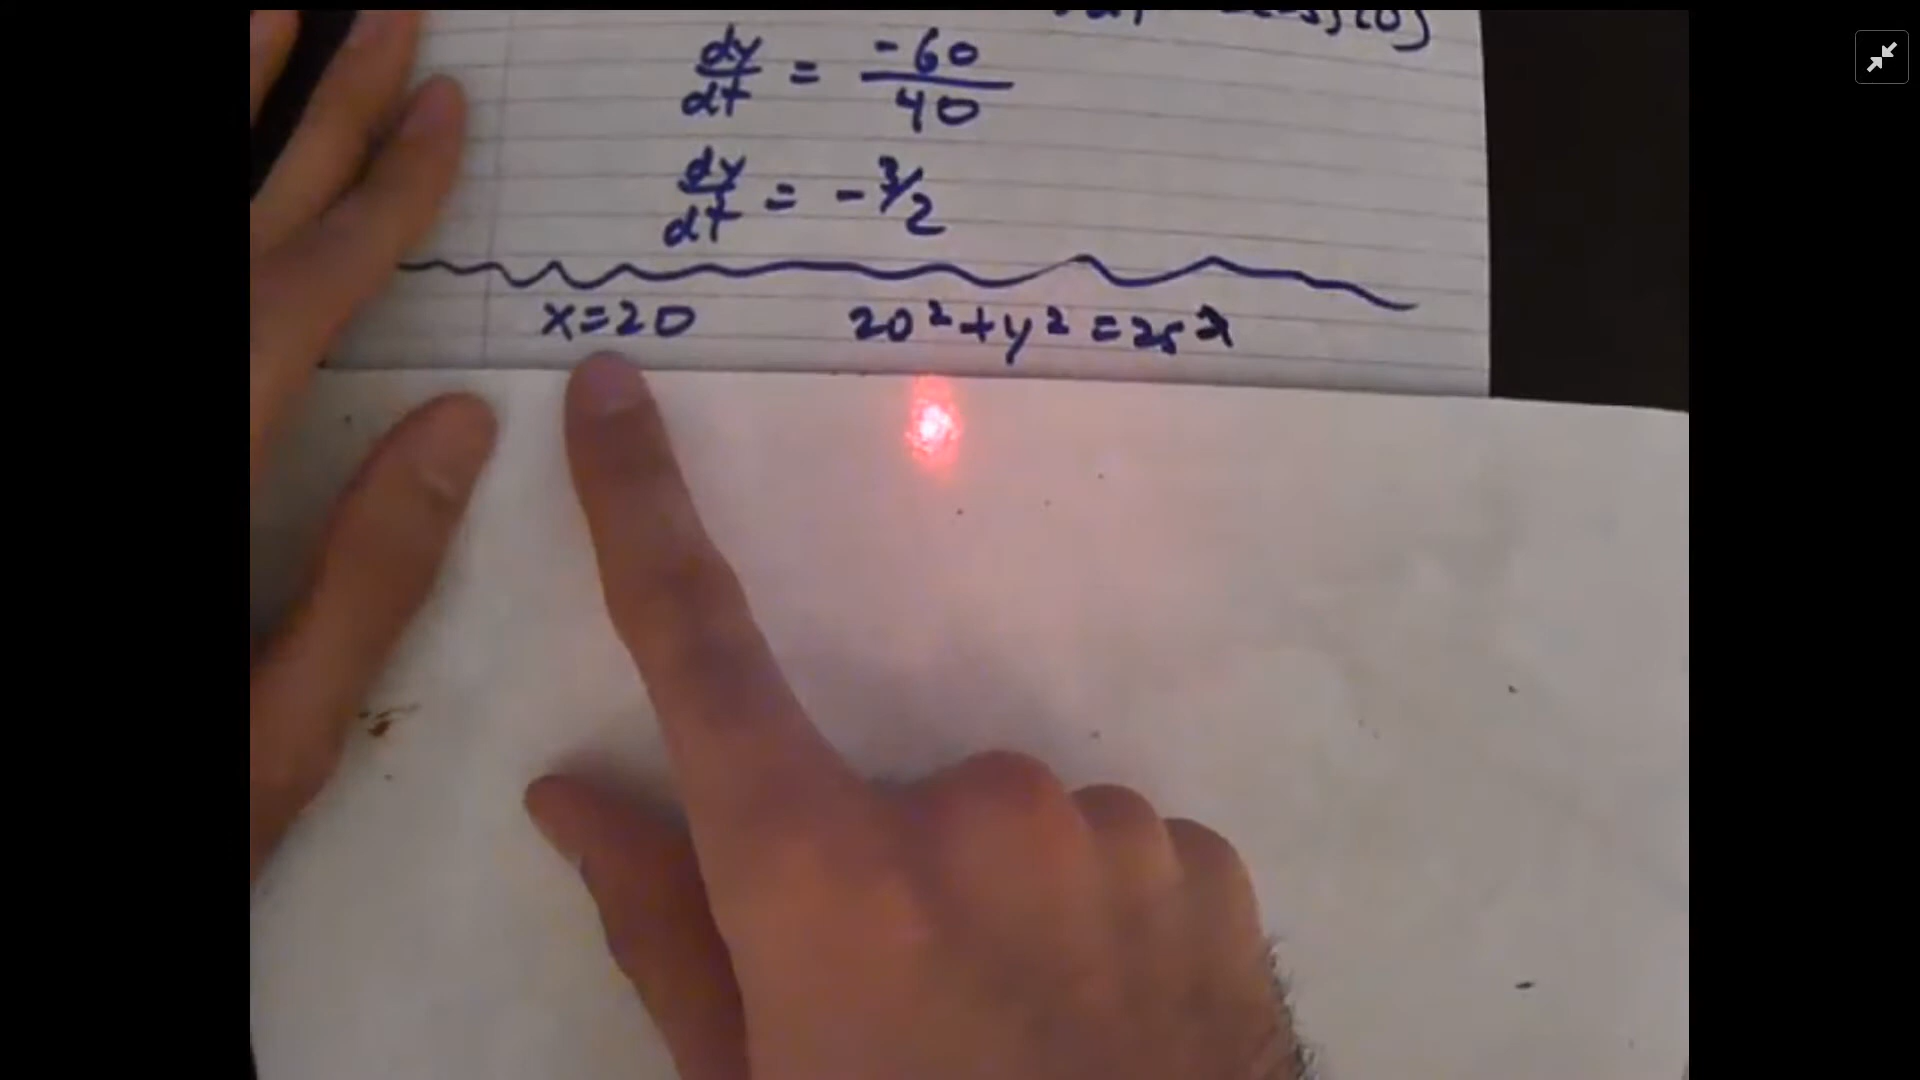 dy/dt = -60/40
dy/dt = -3/2
x=20 20²+y²=25²